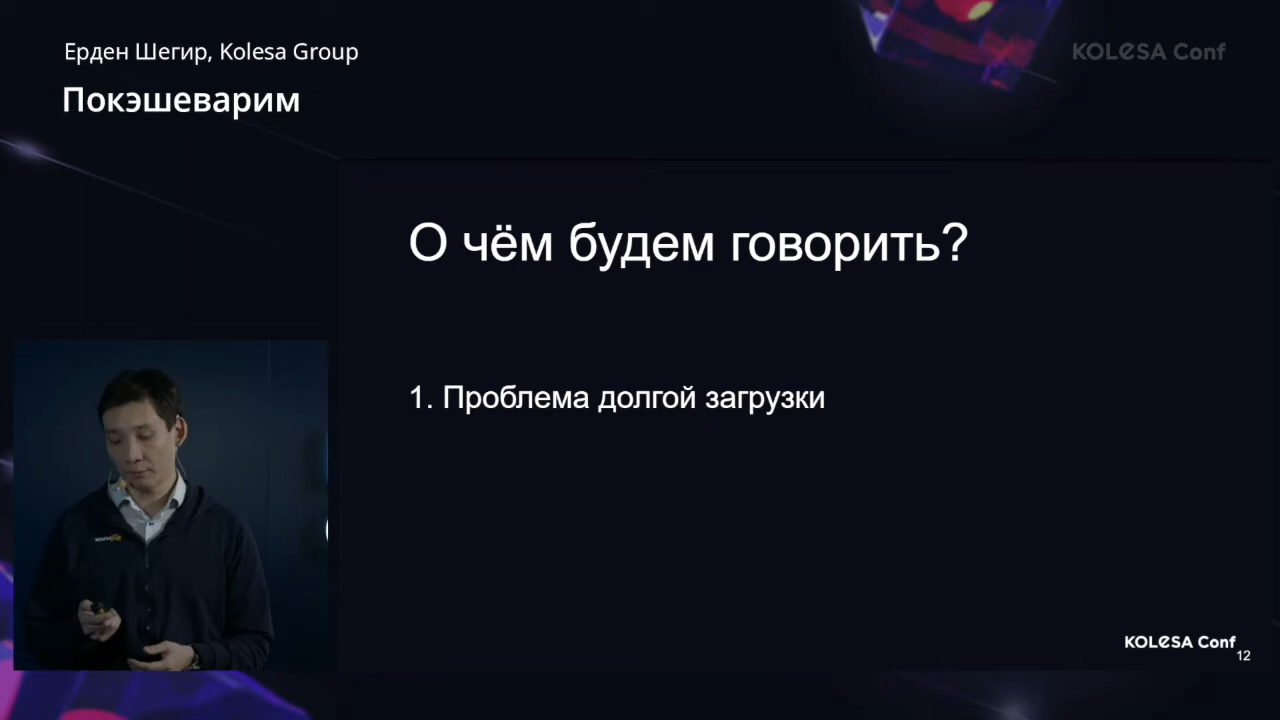 Ерден Шегир, Kolesa Group
KOLESA Conf
Покэшеварим
О чём будем говорить?
1. Проблема долгой загрузки
KOLESA Conf
12